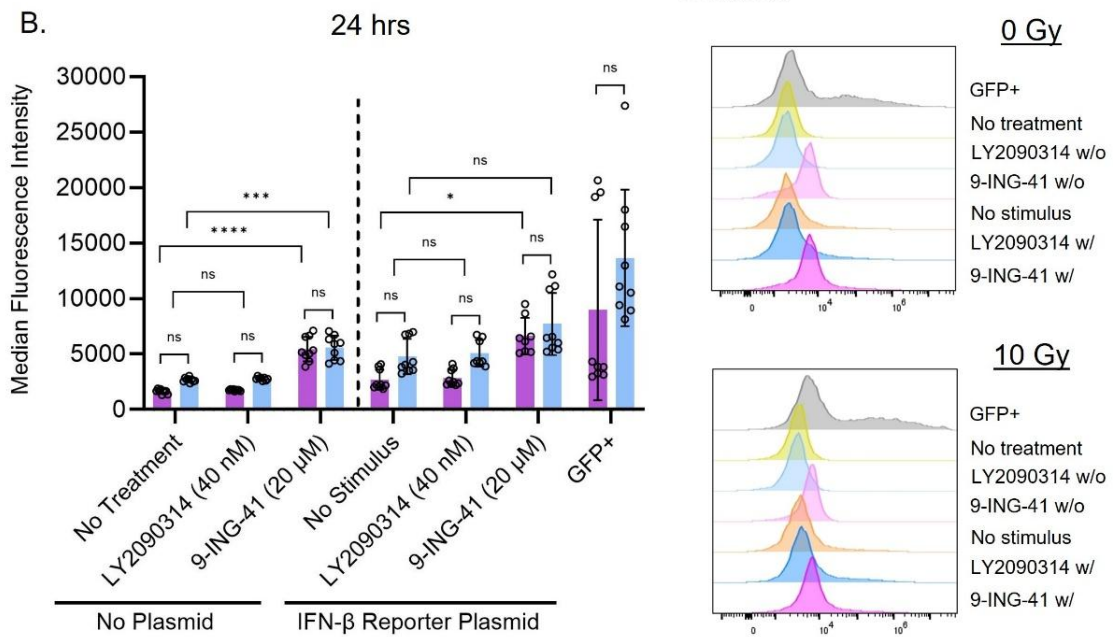 B.
24 hrs
Median Fluorescence Intensity
30000
25000
20000
15000
10000
5000
0
ns
ns
ns
****
***
ns
ns
ns
ns
ns
*
ns
ns
No Treatment
LY2090314 (40 nM)
9-ING-41 (20 µM)
No Stimulus
LY2090314 (40 nM)
9-ING-41 (20 µM)
GFP+
No Plasmid
IFN-β Reporter Plasmid
0 Gy
GFP+
No treatment
LY2090314 w/o
9-ING-41 w/o
No stimulus
LY2090314 w/
9-ING-41 w/
0
10⁴
10⁶
10 Gy
GFP+
No treatment
LY2090314 w/o
9-ING-41 w/o
No stimulus
LY2090314 w/
9-ING-41 w/
0
10⁴
10⁶